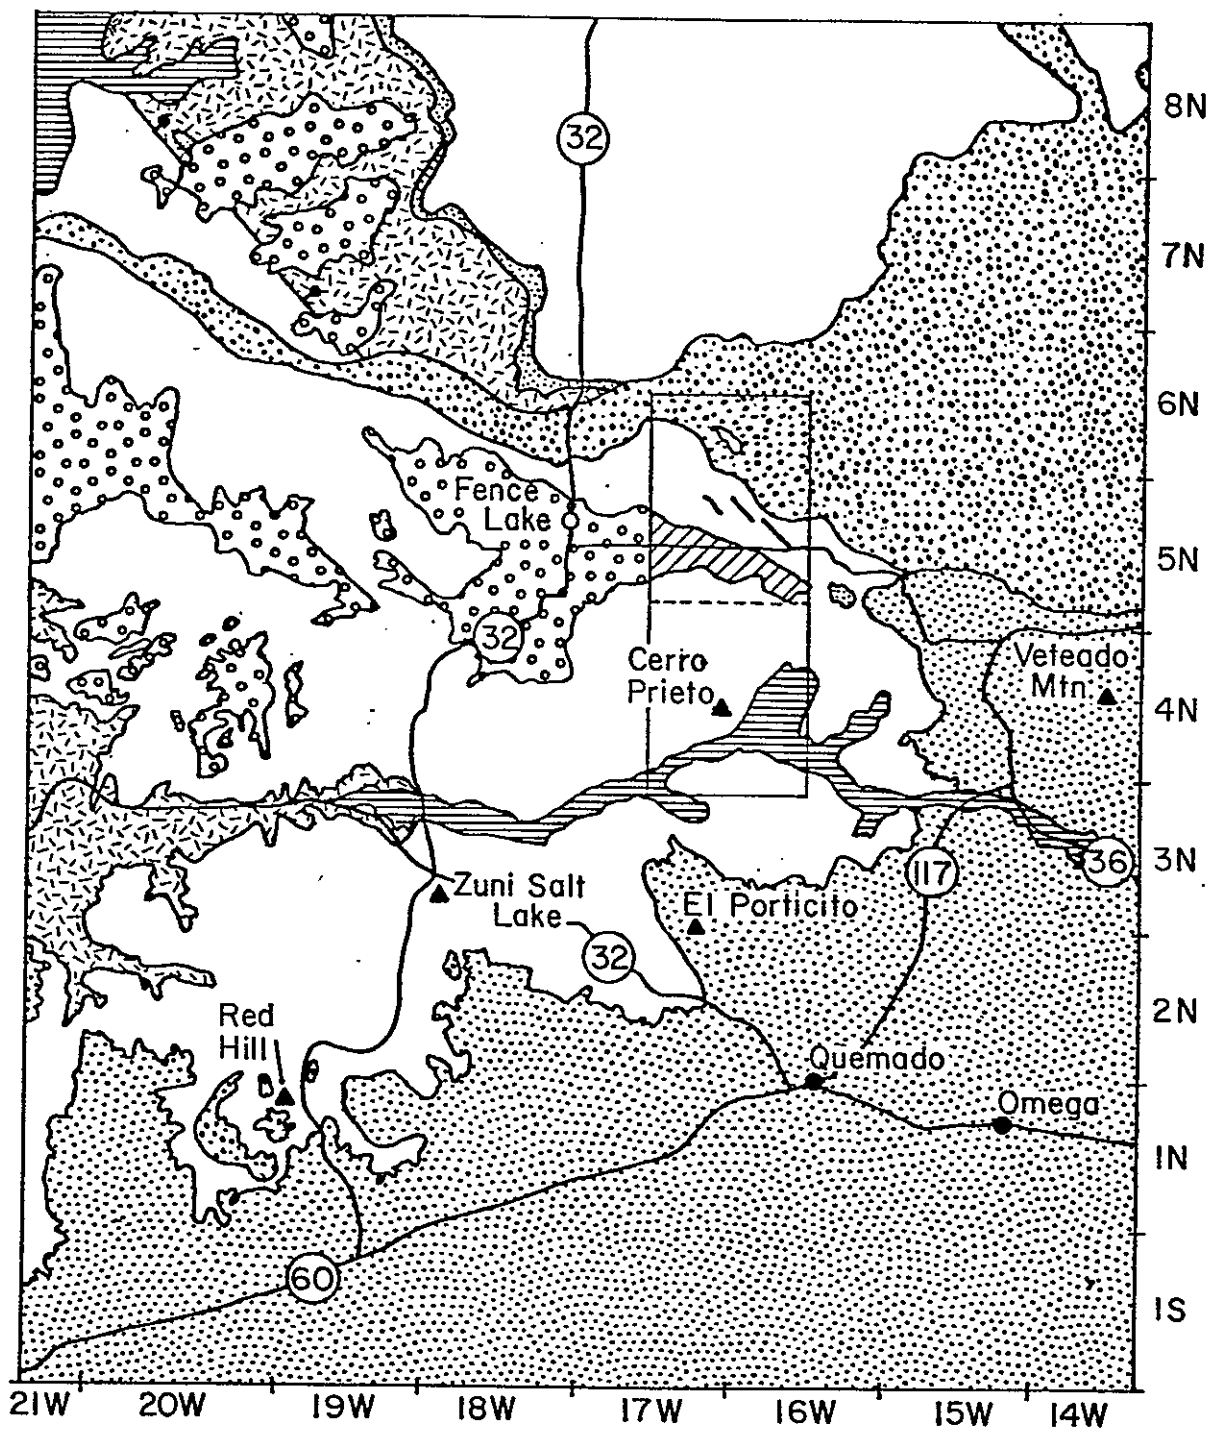 8N
32
7N
6N
Fence
Lake
5N
32
Cerro
Prieto
Veteado
Mtn.
4N
3N
117
36
Zuni Salt
Lake
El Porticito
32
2N
Red
Hill
Quemado
Omega
1N
60
1S
21W 20W 19W 18W 17W 16W 15W 14W